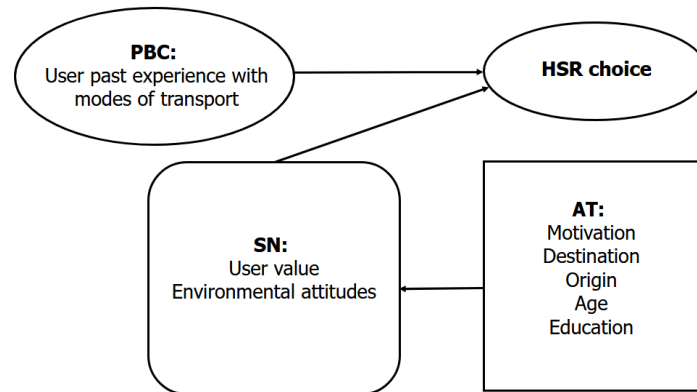 PBC:
User past experience with
modes of transport
HSR choice
SN:
User value
Environmental attitudes
AT:
Motivation
Destination
Origin
Age
Education